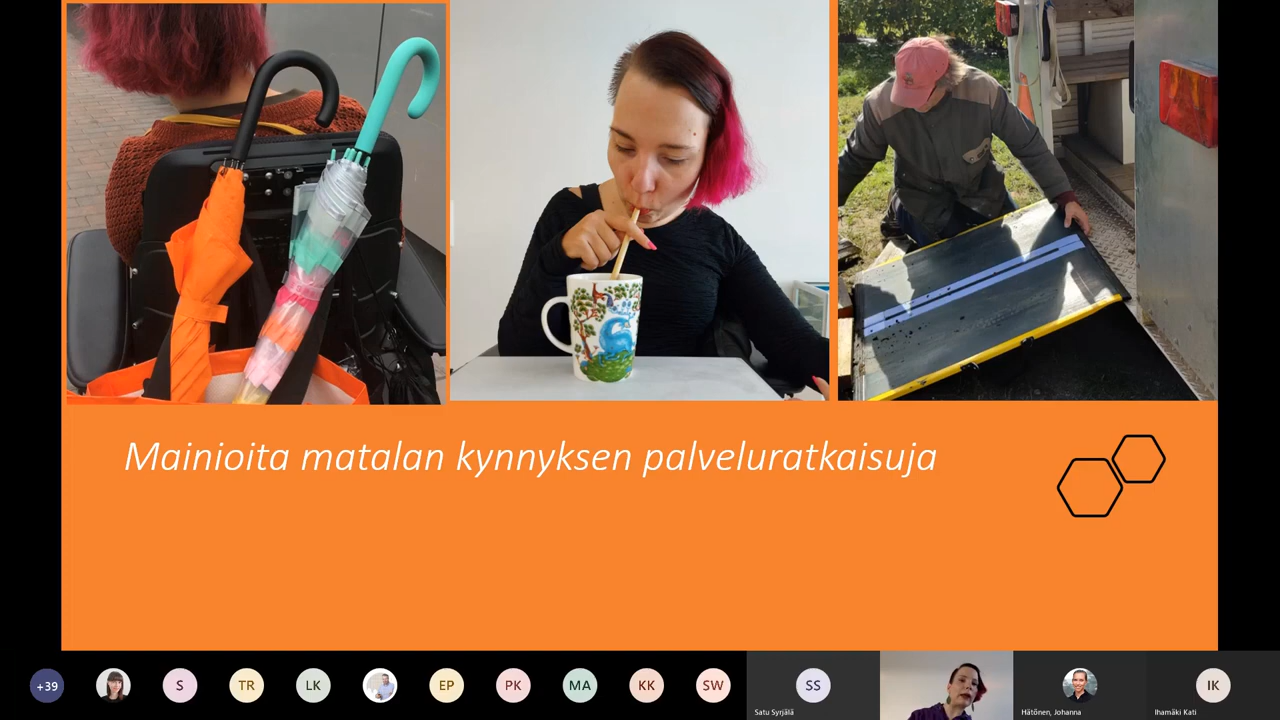 Mainioita matalan kynnyksen palveluratkaisuja
+39
S
TR
LK
EP
PK
MA
KK
SW
SS
IK
Satu Syrjälä
Hätönen, Johanna
Ihamäki Kati